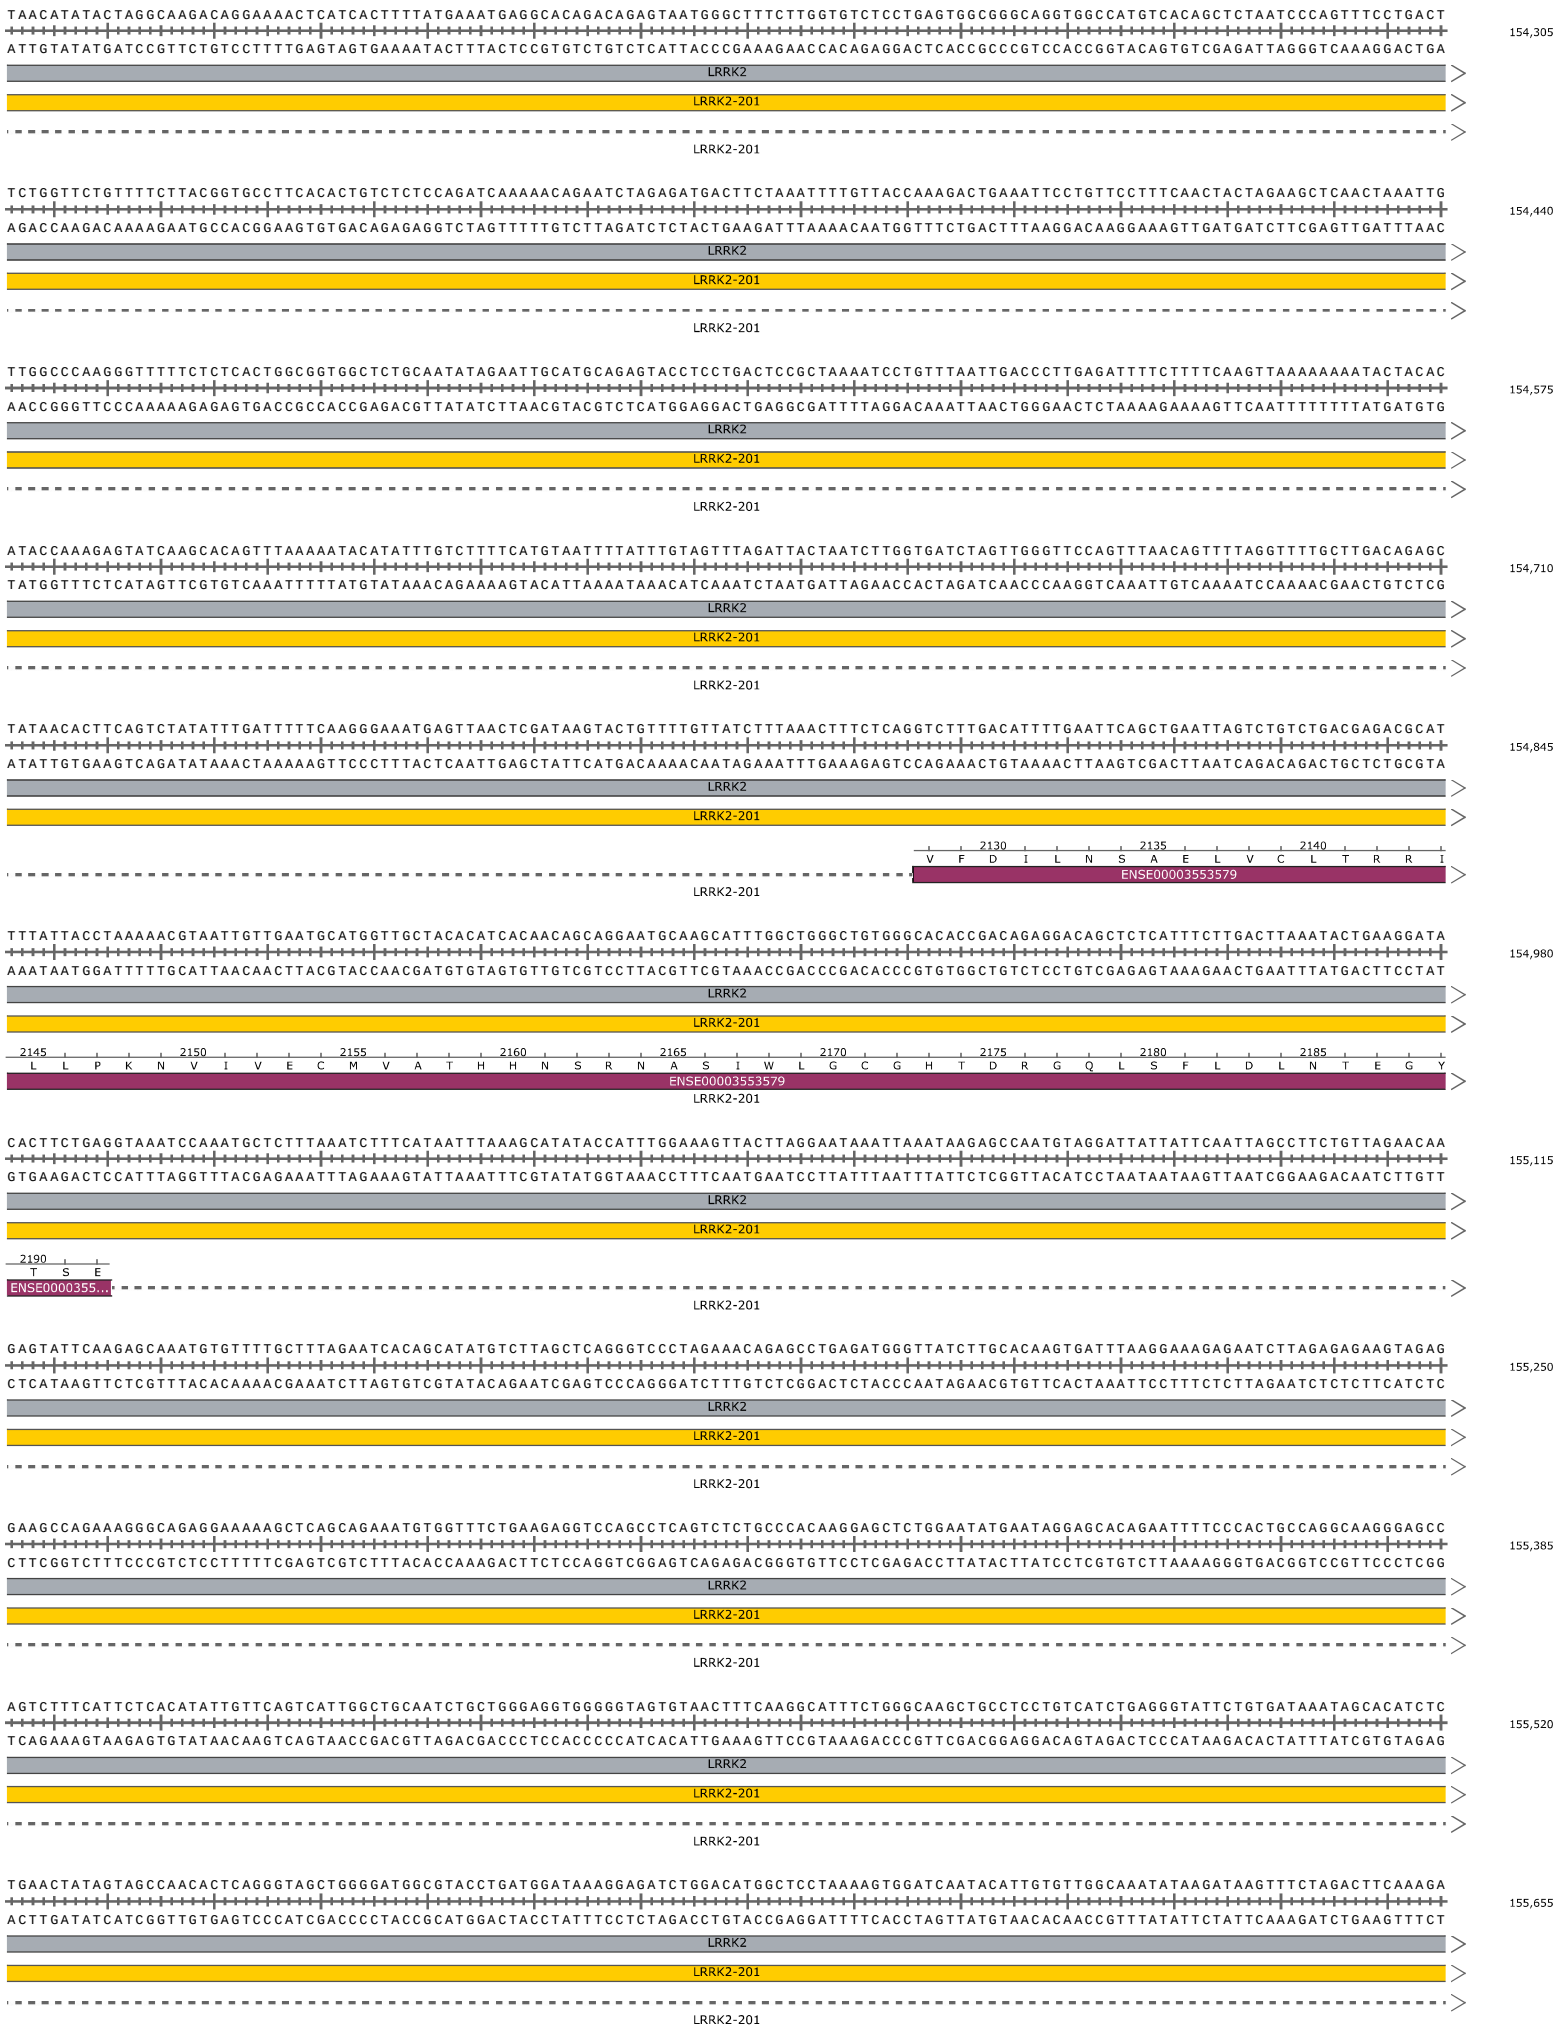 TAACATATACTAGGCAAGACAGGAAAACTCATCACTTTTATGAAATGAGGCACAGACAGAGTAATGGGCTTTCTTGGTGTCTCCTGAGTGGCGGGCAGGTGGCCATGTCACAGCTCTAATCCCAGTTTCCTGACT
154,305
ATTGTATATGATCCGTTCTGTCCTTTTGAGTAGTGAAAATACTTTACTCCGTGTCTGTCTCATTACCCGAAAGAACCACAGAGGACTCACCGCCCGTCCACCGGTACAGTGTCGAGATTAGGGTCAAAGGACTGA
LRRK2
LRRK2-201
LRRK2-201
TCTGGTTCTGTTTTCTTACGGTGCCTTCACACTGTCTCTCCAGATCAAAAACAGAATCTAGAGATGACTTCTAAATTTTGTTACCAAAGACTGAAATTCCTGTTCCTTTCAACTACTAGAAGCTCAACTAAATTG
154,440
AGACCAAGACAAAAGAATGCCACGGAAGTGTGACAGAGAGGTCTAGTTTTTGTCTTAGATCTCTACTGAAGATTTAAAACAATGGTTTCTGACTTTAAGGACAAGGAAAGTTGATGATCTTCGAGTTGATTTAAC
LRRK2
LRRK2-201
LRRK2-201
TTGGCCCAAGGGTTTTTCTCTCACTGGCGGTGGCTCTGCAATATAGAATTGCATGCAGAGTACCTCCTGACTCCGCTAAAATCCTGTTTAATTGACCCTTGAGATTTTCTTTTCAAGTTAAAAAAAATACTACAC
154,575
AACCGGGTTCCCAAAAAGAGAGTGACCGCCACCGAGACGTTATATCTTAACGTACGTCTCATGGAGGACTGAGGCGATTTTAGGACAAATTAACTGGGAACTCTAAAAGAAAAGTTCAATTTTTTTTATGATGTG
LRRK2
LRRK2-201
LRRK2-201
ATACCAAAGAGTATCAAGCACAGTTTAAAAATACATATTTGTCTTTTCATGTAATTTTATTTGTAGTTTAGATTACTAATCTTGGTGATCTAGTTGGGTTCCAGTTTAACAGTTTTAGGTTTTGCTTGACAGAGC
154,710
TATGGTTTCTCATAGTTCGTGTCAAATTTTTATGTATAAACAGAAAAGTACATTAAAATAAACATCAAATCTAATGATTAGAACCACTAGATCAACCCAAGGTCAAATTGTCAAAATCCAAAACGAACTGTCTCG
LRRK2
LRRK2-201
LRRK2-201
TATAACACTTCAGTCTATATTTGATTTTTCAAGGGAAATGAGTTAACTCGATAAGTACTGTTTTGTTATCTTTAAACTTTCTCAGGTCTTTGACATTTTGAATTCAGCTGAATTAGTCTGTCTGACGAGACGCAT
154,845
ATATTGTGAAGTCAGATATAAACTAAAAAGTTCCCTTTACTCAATTGAGCTATTCATGACAAAACAATAGAAATTTGAAAGAGTCCAGAAACTGTAAAACTTAAGTCGACTTAATCAGACAGACTGCTCTGCGTA
LRRK2
LRRK2-201
2130 2135 2140
V F D I L N S A E L V C L T R R I
ENSE00003553579
LRRK2-201
TTTATTACCTAAAAACGTAATTGTTGAATGCATGGTTGCTACACATCACAACAGCAGGAATGCAAGCATTTGGCTGGGCTGTGGGCACACCGACAGAGGACAGCTCTCATTTCTTGACTTAAATACTGAAGGATA
154,980
AAATAATGGATTTTTGCATTAACAACTTACGTACCAACGATGTGTAGTGTTGTCGTCCTTACGTTCGTAAACCGACCCGACACCCGTGTGGCTGTCTCCTGTCGAGAGTAAAGAACTGAATTTATGACTTCCTAT
LRRK2
LRRK2-201
2145 2150 2155 2160 2165 2170 2175 2180 2185
L L P K N V I V E C M V A T H H N S R N A S I W L G C G H T D R G Q L S F L D L N T E G Y
ENSE00003553579
LRRK2-201
CACTTCTGAGGTAAATCCAAATGCTCTTTAAATCTTTCATAATTTAAAGCATATACCATTTGGAAAGTTACTTAGGAATAAATTAAATAAGAGCCAATGTAGGATTATTATTCAATTAGCCTTCTGTTAGAACAA
155,115
GTGAAGACTCCATTTAGGTTTACGAGAAATTTAGAAAGTATTAAATTTCGTATATGGTAAACCTTTCAATGAATCCTTATTTAATTTATTCTCGGTTACATCCTAATAATAAGTTAATCGGAAGACAATCTTGTT
LRRK2
LRRK2-201
2190
T S E
ENSE0000355...
LRRK2-201
GAGTATTCAAGAGCAAATGTGTTTTGCTTTAGAATCACAGCATATGTCTTAGCTCAGGGTCCCTAGAAACAGAGCCTGAGATGGGTTATCTTGCACAAGTGATTTAAGGAAAGAGAATCTTAGAGAGAAGTAGAG
155,250
CTCATAAGTTCTCGTTTACACAAAACGAAATCTTAGTGTCGTATACAGAATCGAGTCCCAGGGATCTTTGTCTCGGACTCTACCCAATAGAACGTGTTCACTAAATTCCTTTCTCTTAGAATCTCTCTTCATCTC
LRRK2
LRRK2-201
LRRK2-201
GAAGCCAGAAAGGGCAGAGGAAAAAGCTCAGCAGAAATGTGGTTTCTGAAGAGGTCCAGCCTCAGTCTCTGCCCACAAGGAGCTCTGGAATATGAATAGGAGCACAGAATTTTCCCACTGCCAGGCAAGGGAGCC
155,385
CTTCGGTCTTTCCCGTCTCCTTTTTCGAGTCGTCTTTACACCAAAGACTTCTCCAGGTCGGAGTCAGAGACGGGTGTTCCTCGAGACCTTATACTTATCCTCGTGTCTTAAAAGGGTGACGGTCCGTTCCCTCGG
LRRK2
LRRK2-201
LRRK2-201
AGTCTTTCATTCTCACATATTGTTCAGTCATTGGCTGCAATCTGCTGGGAGGTGGGGGTAGTGTAACTTTCAAGGCATTTCTGGGCAAGCTGCCTCCTGTCATCTGAGGGTATTCTGTGATAAATAGCACATCTC
155,520
TCAGAAAGTAAGAGTGTATAACAAGTCAGTAACCGACGTTAGACGACCCTCCACCCCCATCACATTGAAAGTTCCGTAAAGACCCGTTCGACGGAGGACAGTAGACTCCCATAAGACACTATTTATCGTGTAGAG
LRRK2
LRRK2-201
LRRK2-201
TGAACTATAGTAGCCAACACTCAGGGTAGCTGGGGATGGCGTACCTGATGGATAAAGGAGATCTGGACATGGCTCCTAAAAGTGGATCAATACATTGTGTTGGCAAATATAAGATAAGTTTCTAGACTTCAAAGA
155,655
ACTTGATATCATCGGTTGTGAGTCCCATCGACCCCTACCGCATGGACTACCTATTTCCTCTAGACCTGTACCGAGGATTTTCACCTAGTTATGTAACACAACCGTTTATATTCTATTCAAAGATCTGAAGTTTCT
LRRK2
LRRK2-201
LRRK2-201